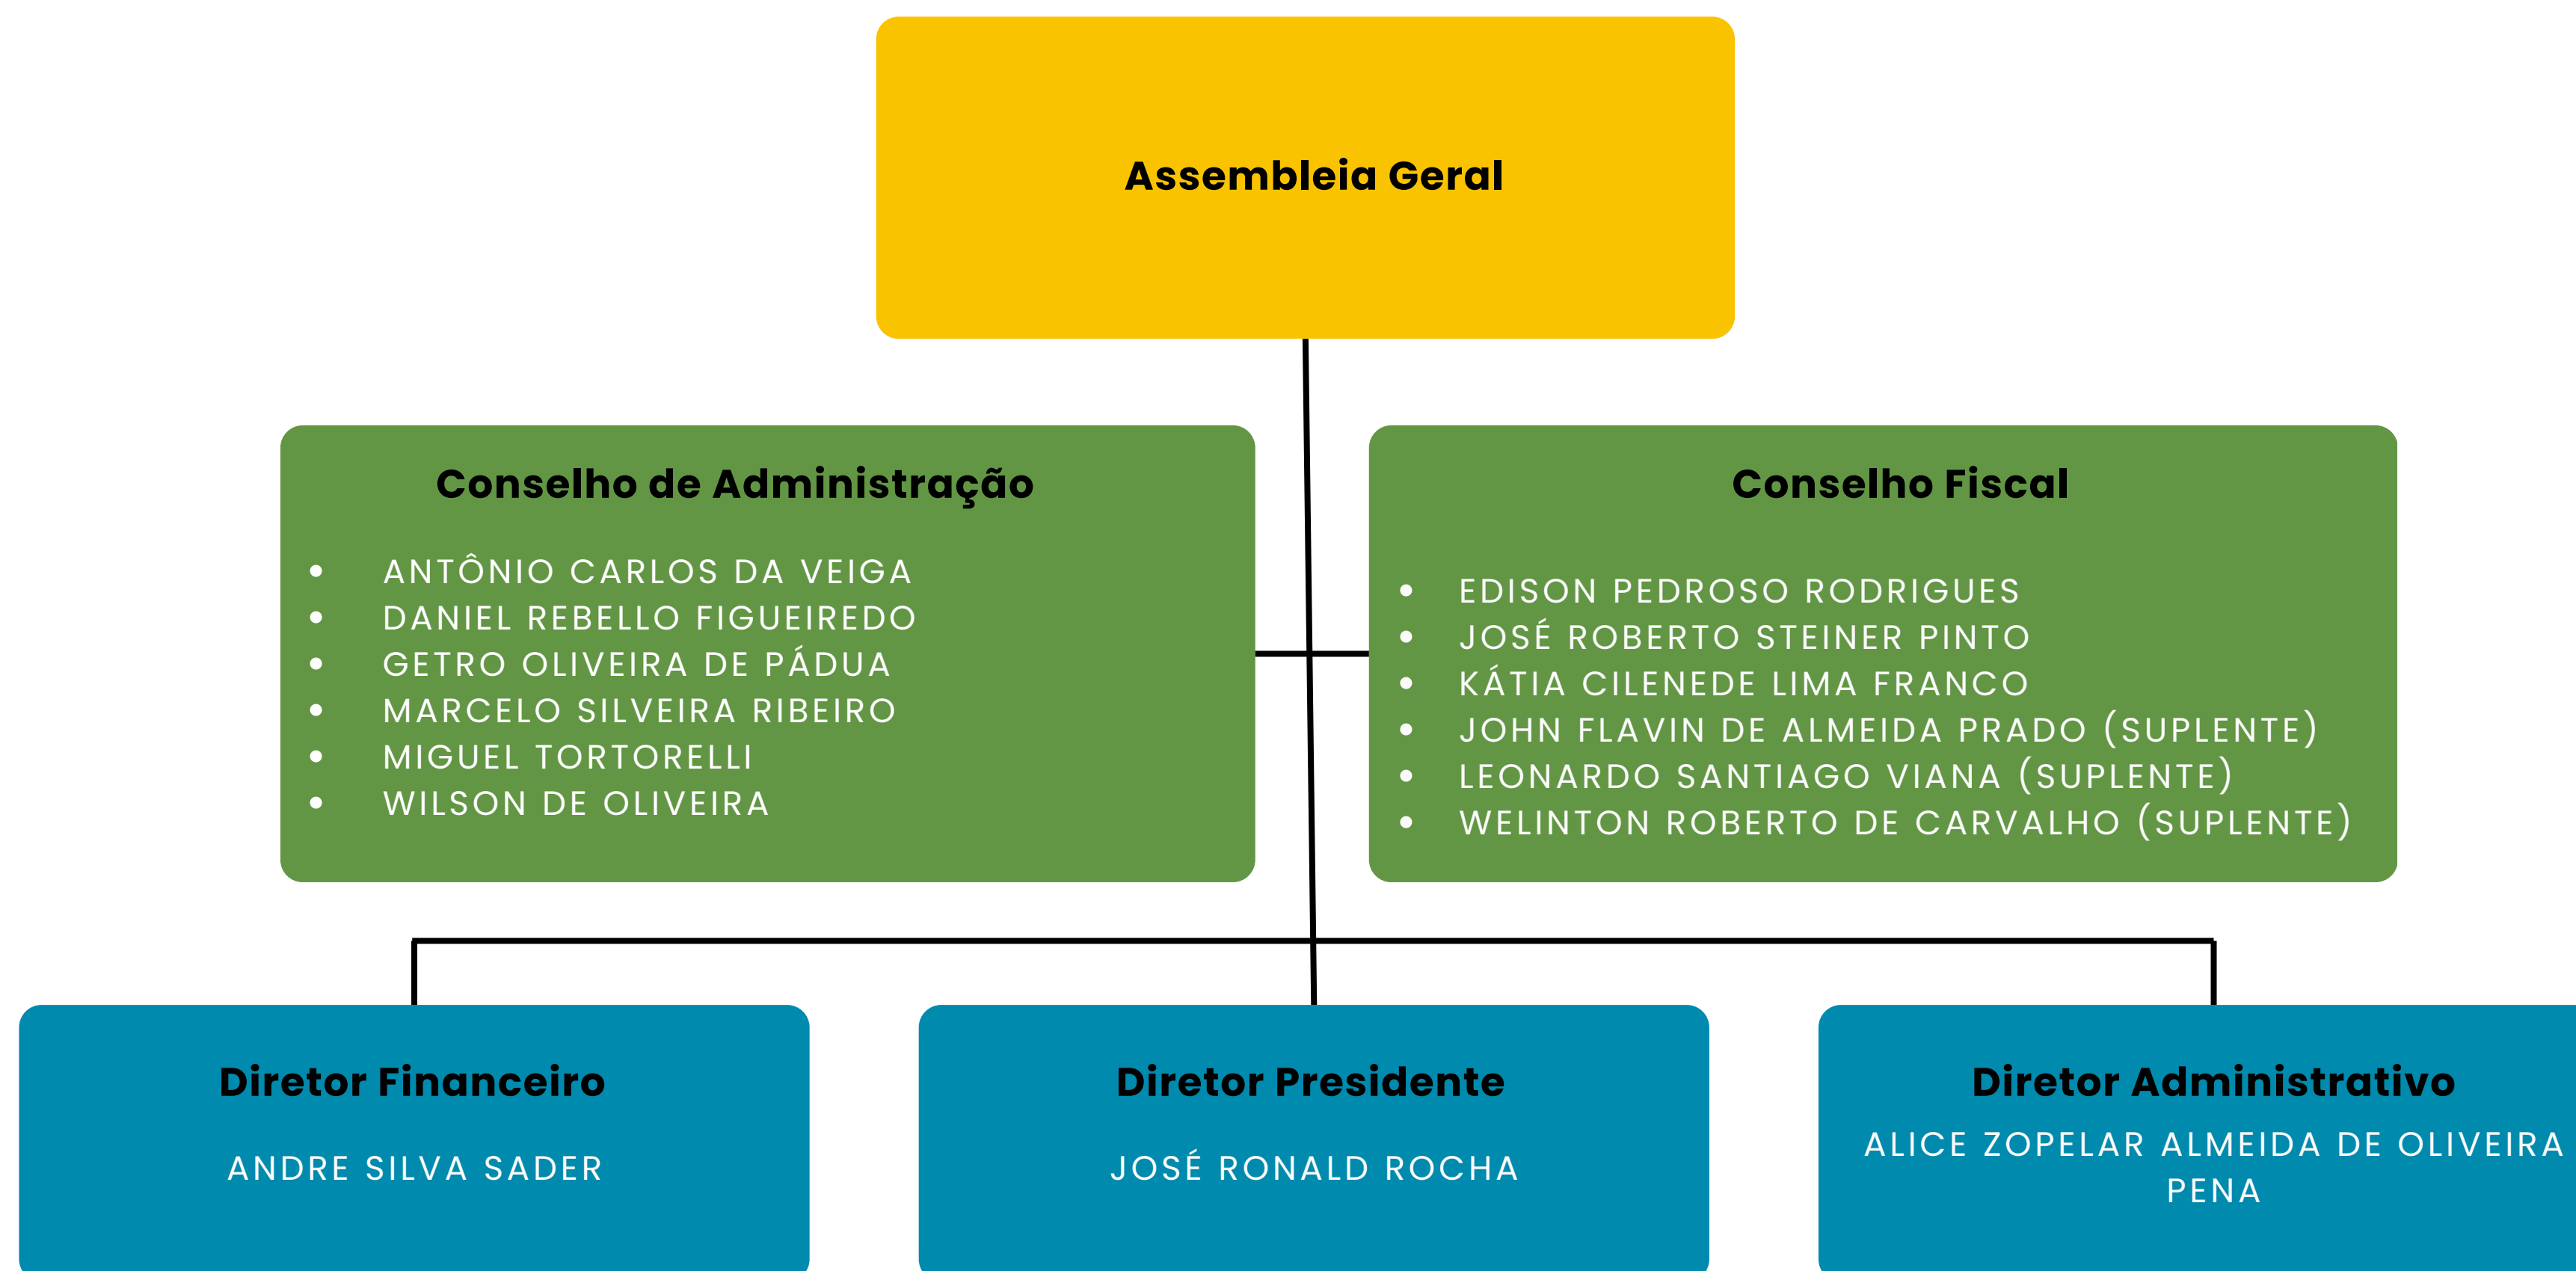 Assembleia Geral
Conselho de Administração
• ANTÔNIO CARLOS DA VEIGA
• DANIEL REBELLO FIGUEIREDO
• GETRO OLIVEIRA DE PÁDUA
• MARCELO SILVEIRA RIBEIRO
• MIGUEL TORTORELLI
• WILSON DE OLIVEIRA
Conselho Fiscal
• EDISON PEDROSO RODRIGUES
• JOSÉ ROBERTO STEINER PINTO
• KÁTIA CILENEDE LIMA FRANCO
• JOHN FLAVIN DE ALMEIDA PRADO (SUPLENTE)
• LEONARDO SANTIAGO VIANA (SUPLENTE)
• WELINTON ROBERTO DE CARVALHO (SUPLENTE)
Diretor Financeiro
ANDRE SILVA SADER
Diretor Presidente
JOSÉ RONALD ROCHA
Diretor Administrativo
ALICE ZOPELAR ALMEIDA DE OLIVEIRA
PENA